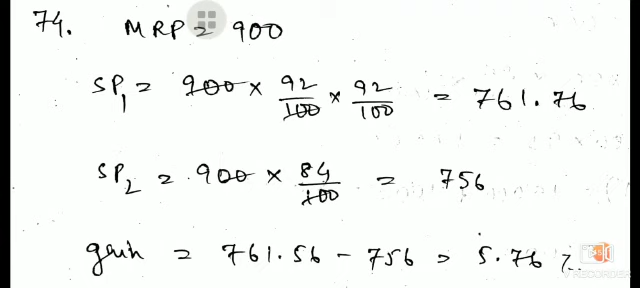 74. MRP = 900
SP₁ = 900 × 92/100 × 92/100 = 761.76
SP₂ = 900 × 84/100 = 756
gain = 761.56 - 756 = 5.76
RECORDER